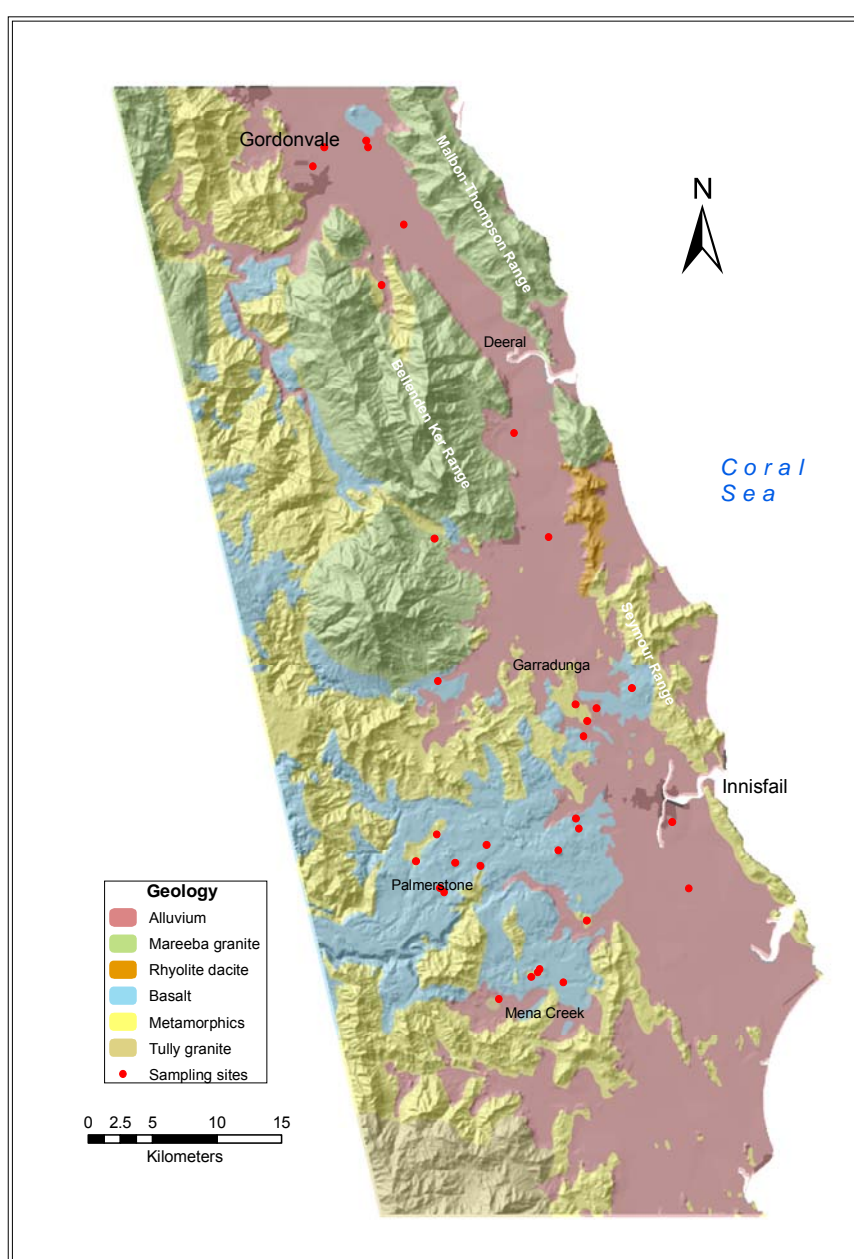 Gordonvale
Malbon-Thompson Range
N
Deeral
Bellenden Ker Range
Coral
Sea
Seymour Range
Garradunga
Innisfail
Palmerstone
Mena Creek
Geology
Alluvium
Mareeba granite
Rhyolite dacite
Basalt
Metamorphics
Tully granite
Sampling sites
0 2.5 5 10 15
Kilometers